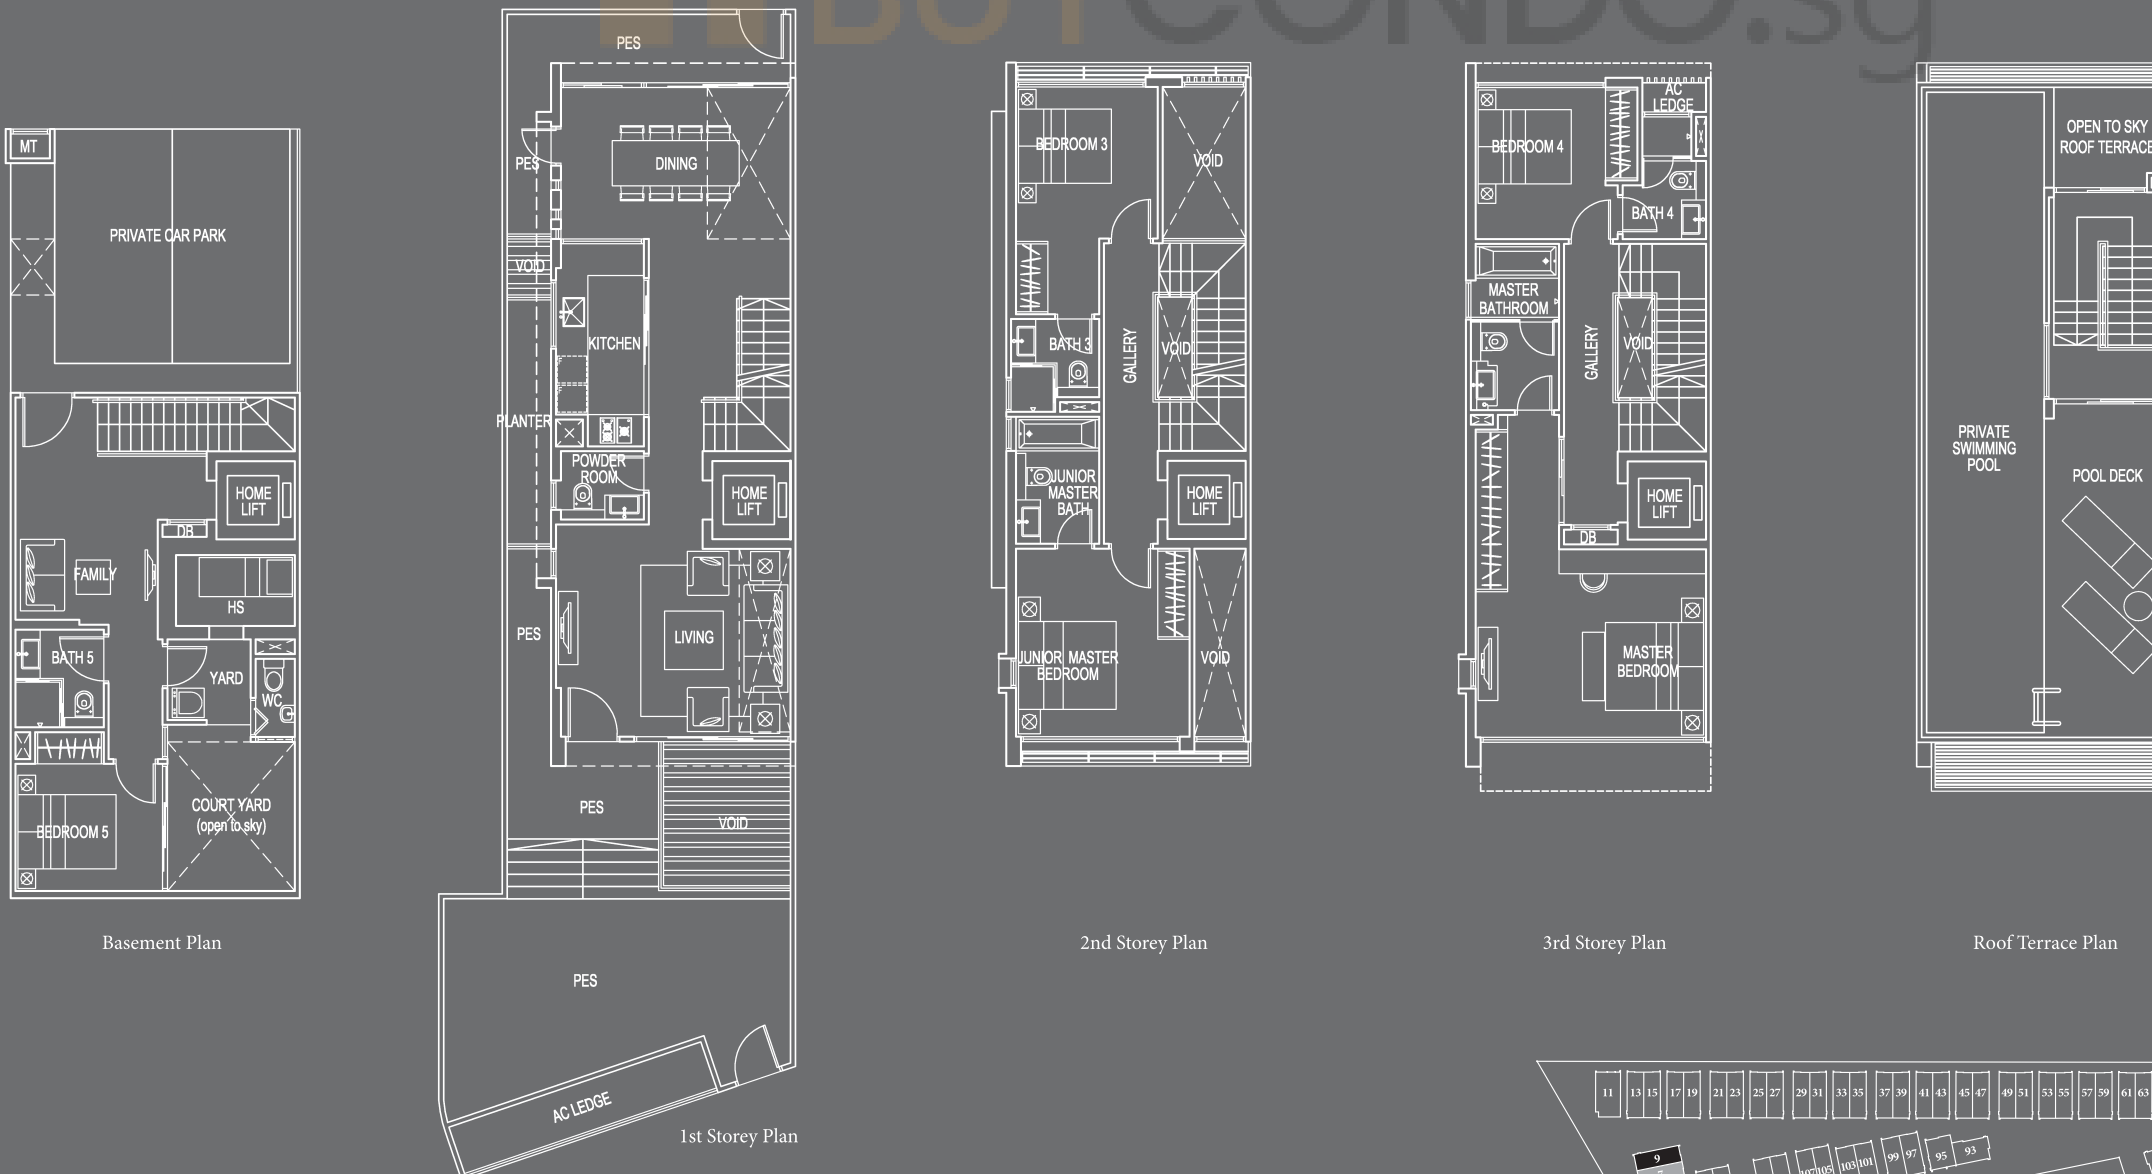 BUYCONDO.sg
MT
PRIVATE CAR PARK
HOME
LIFT
DB
FAMILY
HS
BATH 5
YARD
WC
COURT YARD
(open to sky)
BEDROOM 5
Basement Plan
PES
DINING
PES
VOID
KITCHEN
PLANTER
POWDER
ROOM
HOME
LIFT
PES
LIVING
PES
VOID
PES
AC LEDGE
1st Storey Plan
BEDROOM 3
VOID
BATH 3
GALLERY
VOID
JUNIOR
MASTER
BATH
HOME
LIFT
JUNIOR MASTER
BEDROOM
VOID
2nd Storey Plan
AC
LEDGE
BEDROOM 4
BATH 4
MASTER
BATHROOM
GALLERY
VOID
HOME
LIFT
DB
MASTER
BEDROOM
3rd Storey Plan
OPEN TO SKY
ROOF TERRACE
PRIVATE
SWIMMING
POOL
POOL DECK
Roof Terrace Plan
11 13 15 17 19 21 23 25 27 29 31 33 35 37 39 41 43 45 47 49 51 53 55 57 59 61 63
9 107 105 103 101 99 97 95 93